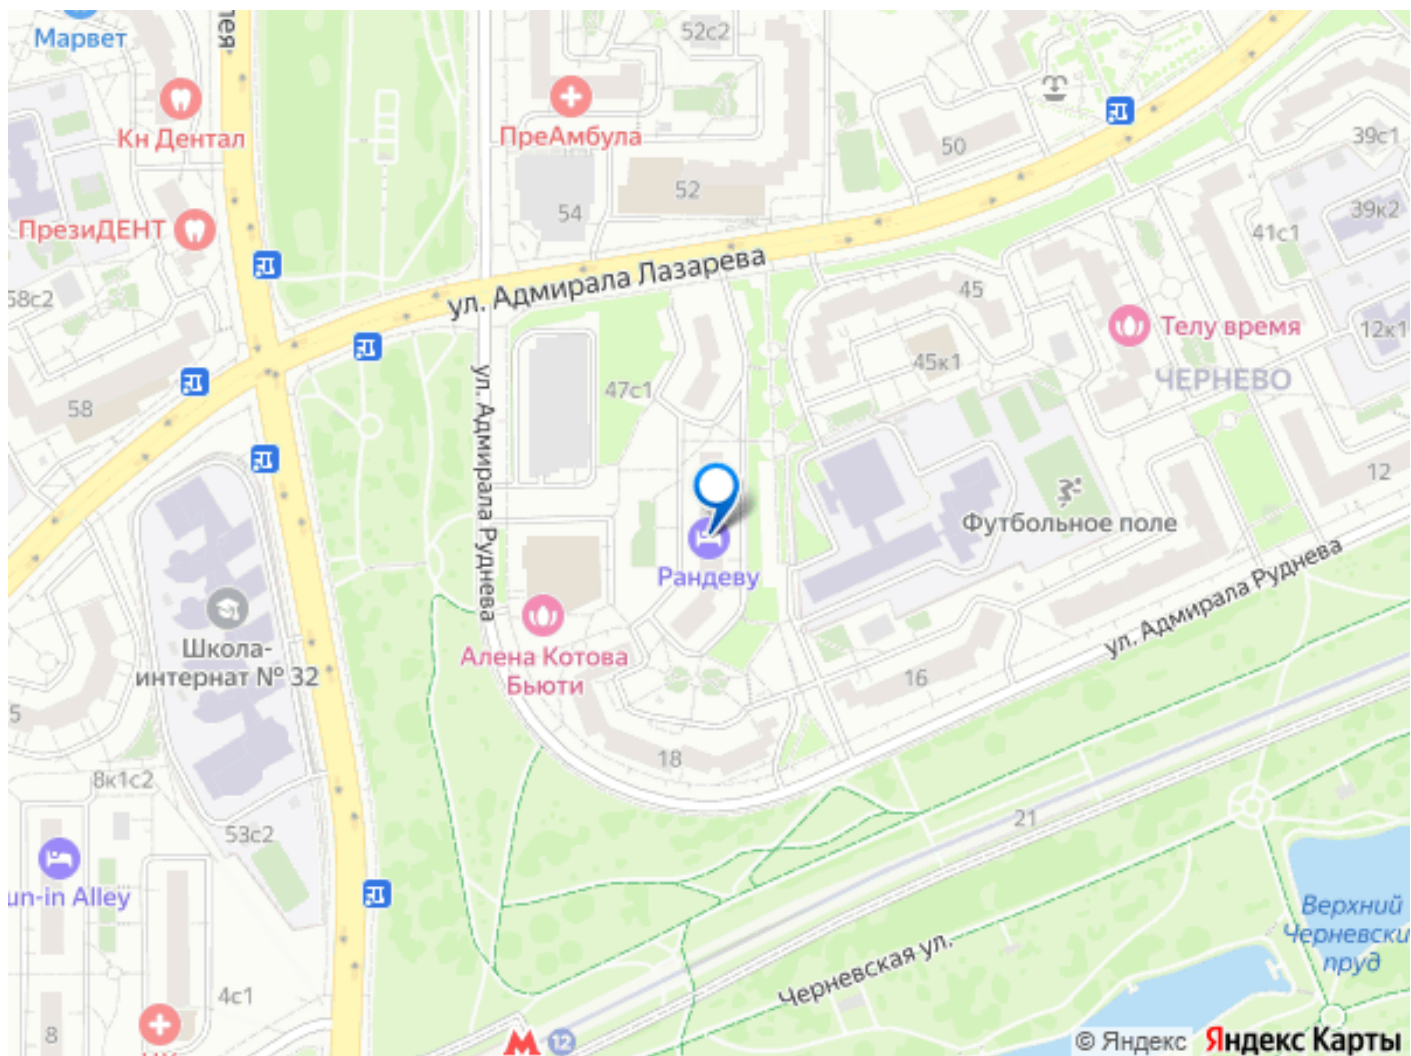 Марвет
52с2
Кн Дентал
ПреАмбула
50
39с1
52
54
39к2
ПрезиДЕНТ
41с1
ул. Адмирала Лазарева
58с2
45
Телу время
12к1
45к1
ЧЕРНЕВО
47с1
58
ул. Адмирала Руднева
12
Футбольное поле
Рандеву
ул. Адмирала Руднева
Школа-
интернат № 32
Алена Котова
Бьюти
16
5
18
8к1с2
21
53с2
un-in Alley
Верхний
Черневски
пруд
Черневская ул.
4с1
8
М 12
© Яндекс Яндекс Карты